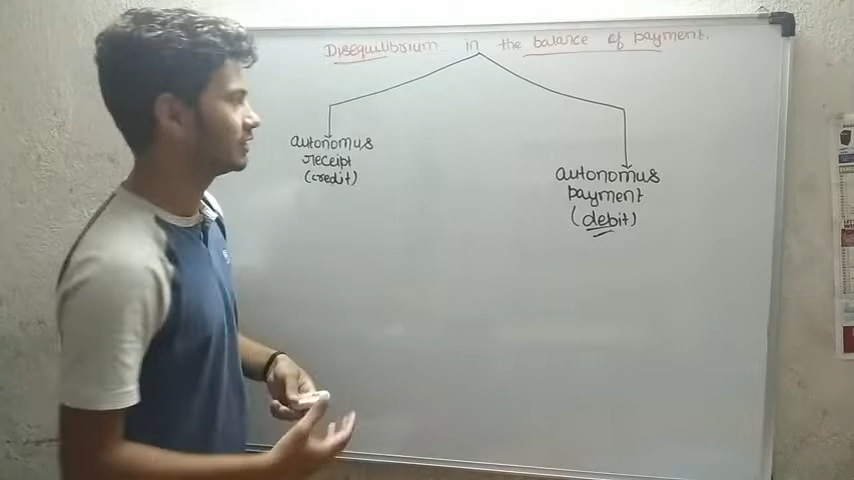 Disequilibrium in the balance of payment.
autonomus
receipt
(credit)
autonomus
payment
(debit)